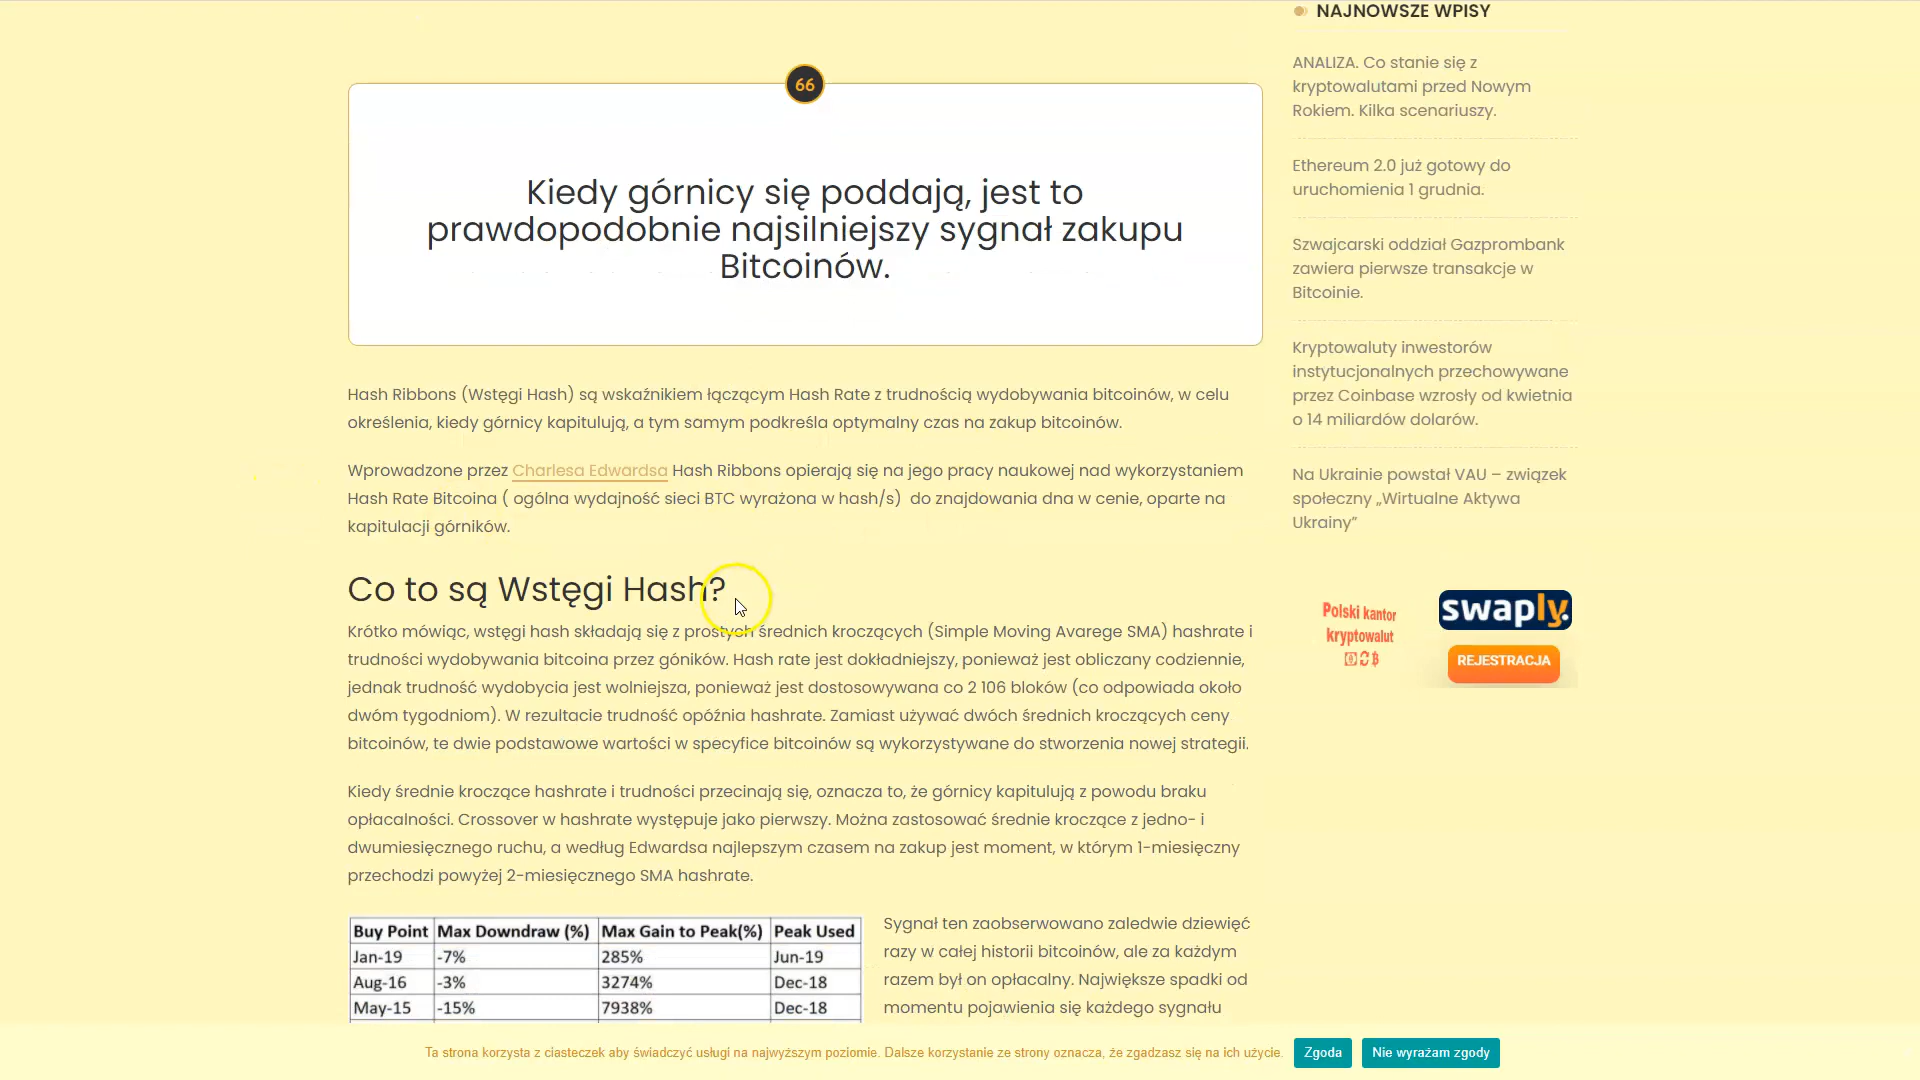 NAJNOWSZE WPISY
ANALIZA. Co stanie się z
kryptowalutami przed Nowym
Rokiem. Kilka scenariuszy.
Ethereum 2.0 już gotowy do
uruchomienia 1 grudnia.
Szwajcarski oddział Gazprombank
zawiera pierwsze transakcje w
Bitcoinie.
Kryptowaluty inwestorów
instytucjonalnych przechowywane
przez Coinbase wzrosły od kwietnia
o 14 miliardów dolarów.
Na Ukrainie powstał VAU – związek
społeczny „Wirtualne Aktywa
Ukrainy”
Polski kantor
kryptowalut
swaply.
REJESTRACJA
66
Kiedy górnicy się poddają, jest to
prawdopodobnie najsilniejszy sygnał zakupu
Bitcoinów.
Hash Ribbons (Wstęgi Hash) są wskaźnikiem łączącym Hash Rate z trudnością wydobywania bitcoinów, w celu
określenia, kiedy górnicy kapitulują, a tym samym podkreśla optymalny czas na zakup bitcoinów.
Wprowadzone przez Charlesa Edwardsa Hash Ribbons opierają się na jego pracy naukowej nad wykorzystaniem
Hash Rate Bitcoina ( ogólna wydajność sieci BTC wyrażona w hash/s)  do znajdowania dna w cenie, oparte na
kapitulacji górników.
Co to są Wstęgi Hash?
Krótko mówiąc, wstęgi hash składają się z prostych średnich kroczących (Simple Moving Avarege SMA) hashrate i
trudności wydobywania bitcoina przez góników. Hash rate jest dokładniejszy, ponieważ jest obliczany codziennie,
jednak trudność wydobycia jest wolniejsza, ponieważ jest dostosowywana co 2 106 bloków (co odpowiada około
dwóm tygodniom). W rezultacie trudność opóźnia hashrate. Zamiast używać dwóch średnich kroczących ceny
bitcoinów, te dwie podstawowe wartości w specyfice bitcoinów są wykorzystywane do stworzenia nowej strategii.
Kiedy średnie kroczące hashrate i trudności przecinają się, oznacza to, że górnicy kapitulują z powodu braku
opłacalności. Crossover w hashrate występuje jako pierwszy. Można zastosować średnie kroczące z jedno- i
dwumiesięcznego ruchu, a według Edwardsa najlepszym czasem na zakup jest moment, w którym 1-miesięczny
przechodzi powyżej 2-miesięcznego SMA hashrate.
Buy Point Max Downdraw (%) Max Gain to Peak(%) Peak Used
Jan-19 -7% 285% Jun-19
Aug-16 -3% 3274% Dec-18
May-15 -15% 7938% Dec-18
Sygnał ten zaobserwowano zaledwie dziewięć
razy w całej historii bitcoinów, ale za każdym
razem był on opłacalny. Największe spadki od
momentu pojawienia się każdego sygnału
Ta strona korzysta z ciasteczek aby świadczyć usługi na najwyższym poziomie. Dalsze korzystanie ze strony oznacza, że zgadzasz się na ich użycie.
Zgoda
Nie wyrażam zgody